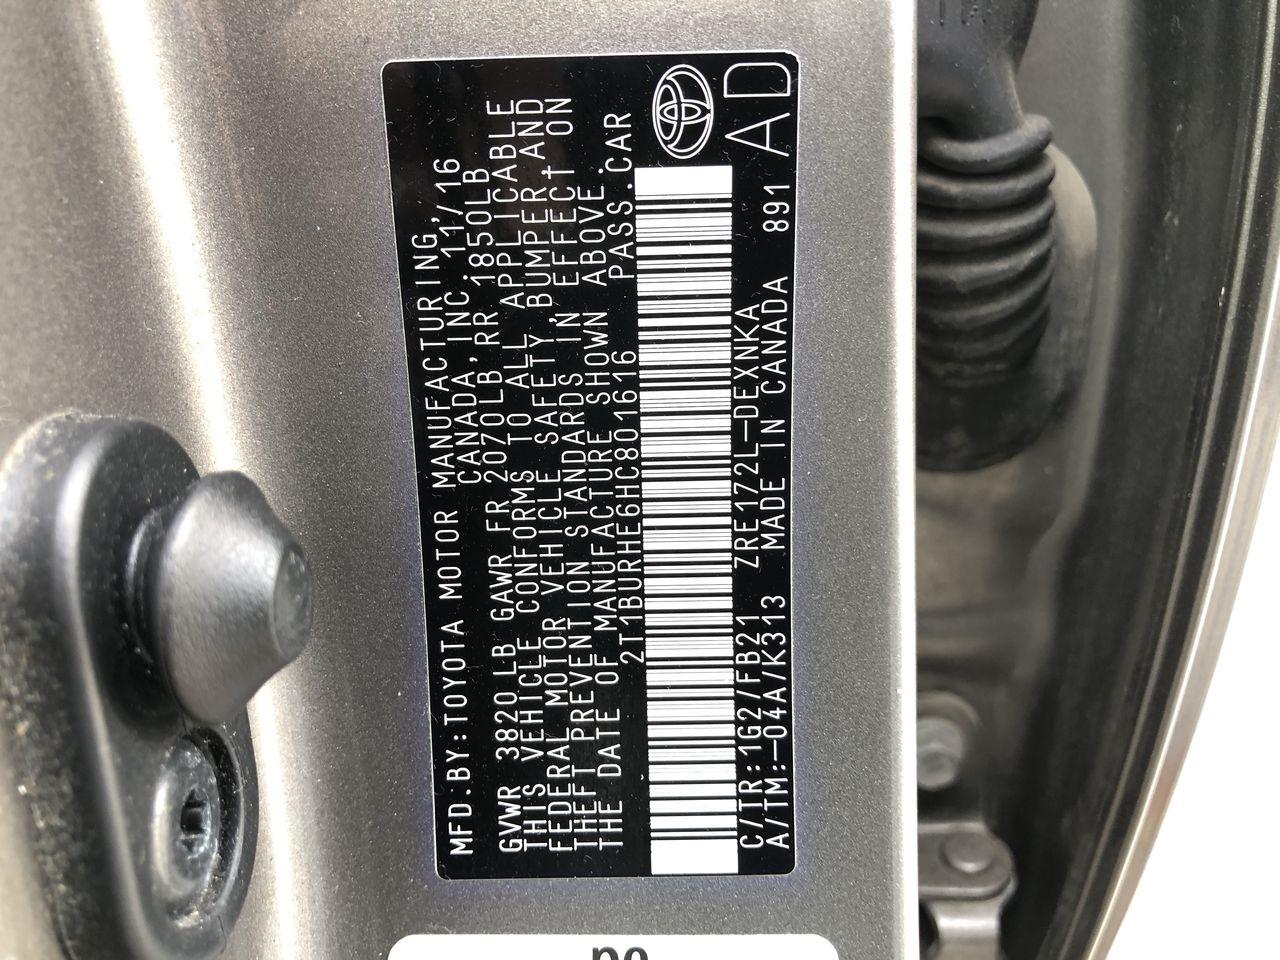 MFD.BY:TOYOTA MOTOR MANUFACTURING,
CANADA, INC. 11/16
GVWR 3820 LB GAWR FR 2070LB, RR 1850LB
THIS VEHICLE CONFORMS TO ALL APPLICABLE
FEDERAL MOTOR VEHICLE SAFETY, BUMPER, AND
THEFT PREVENTION STANDARDS IN EFFECT ON
THE DATE OF MANUFACTURE SHOWN ABOVE.
2T1BURHE6HC801616 PASS.CAR
C/TR:1G2/FB21 ZRE172L-DEXNKA
A/TM:-04A/K313 MADE IN CANADA 891
AD